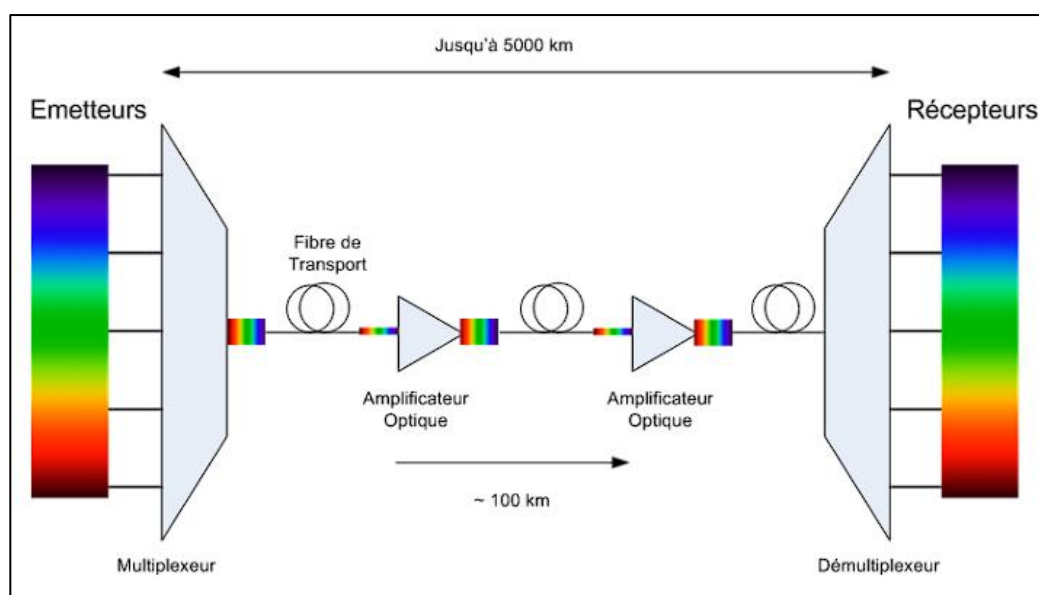 Jusqu'à 5000 km
Emetteurs
Récepteurs
Fibre de
Transport
Amplificateur
Optique
Amplificateur
Optique
~ 100 km
Multiplexeur
Démultiplexeur